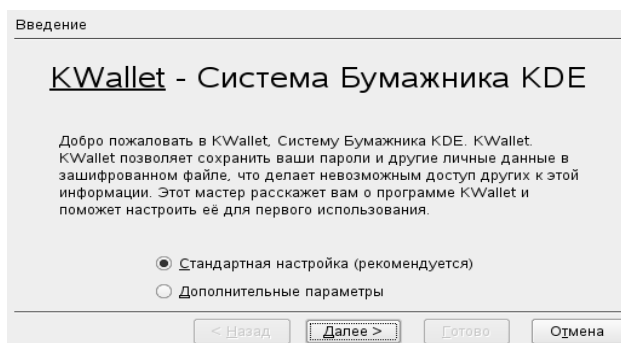 Введение
KWallet - Система Бумажника KDE
Добро пожаловать в KWallet, Систему Бумажника KDE. KWallet.
KWallet позволяет сохранить ваши пароли и другие личные данные в
зашифрованном файле, что делает невозможным доступ других к этой
информации. Этот мастер расскажет вам о программе KWallet и
поможет настроить её для первого использования.
Стандартная настройка (рекомендуется)
Дополнительные параметры
< Назад Далее > Готово Отмена